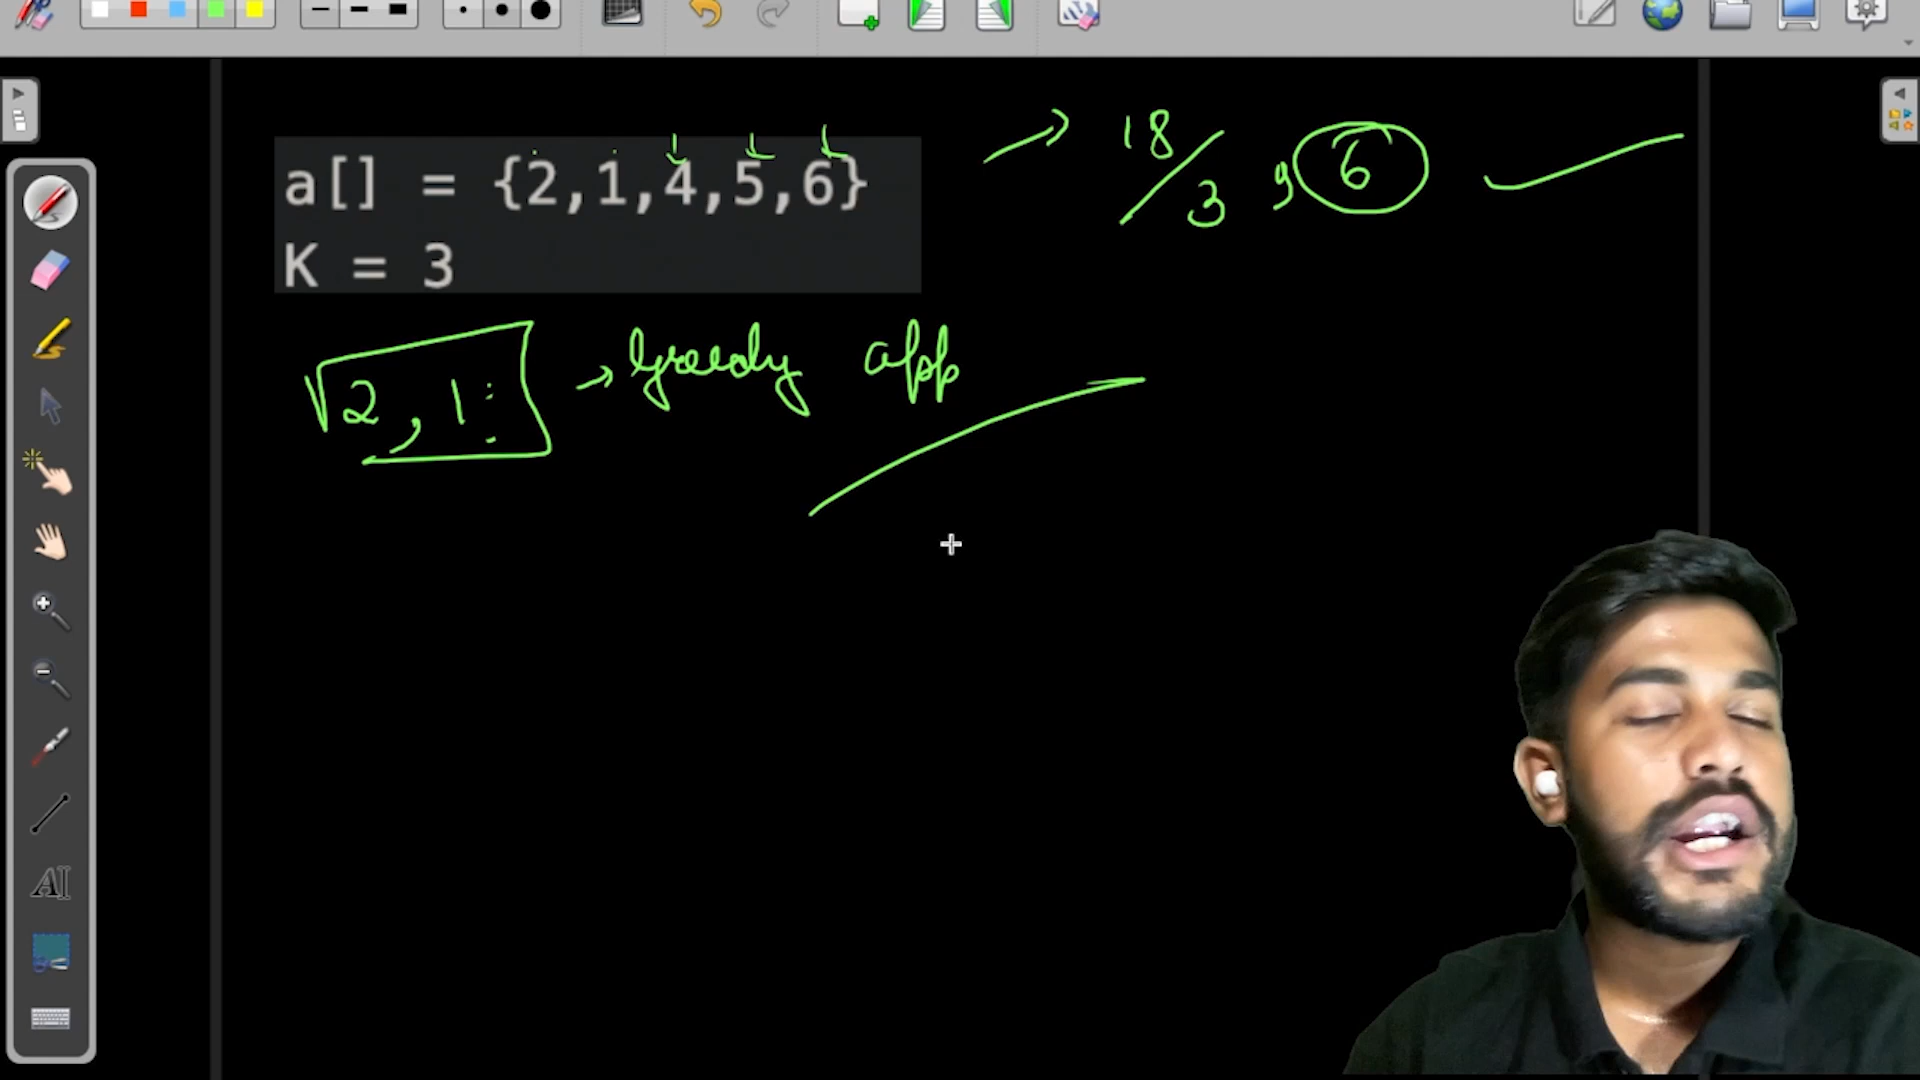 a[] = {2,1,4,5,6}
K = 3
18/3, 6
2, 1
→ Greedy app